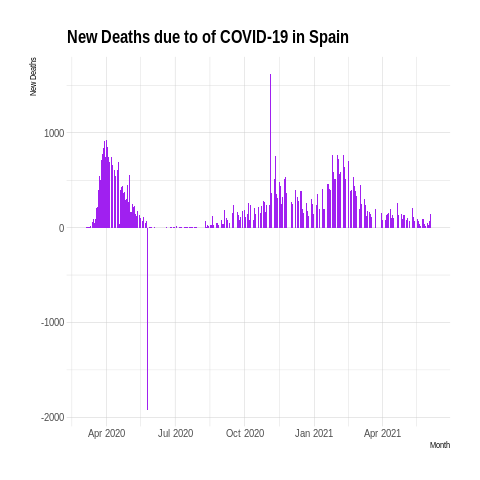 New Deaths due to of COVID-19 in Spain
New Deaths
1000
0
-1000
-2000
Apr 2020 Jul 2020 Oct 2020 Jan 2021 Apr 2021
Month